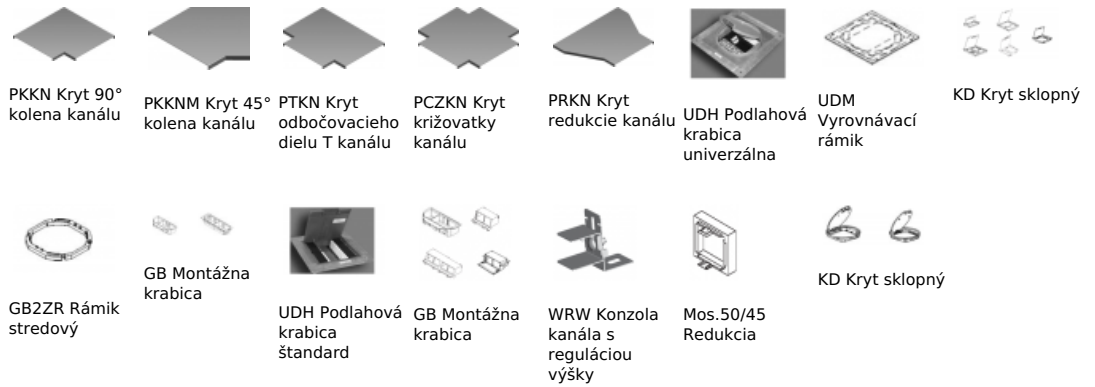 PKKN Kryt 90°
kolena kanálu
PKKNM Kryt 45°
kolena kanálu
PTKN Kryt
odbočovacieho
dielu T kanálu
PCZKN Kryt
križovatky
kanálu
PRKN Kryt
redukcie kanálu
UDH Podlahová
krabica
univerzálna
UDM
Vyrovnávací
rámik
KD Kryt sklopný
GB2ZR Rámik
stredový
GB Montážna
krabica
UDH Podlahová
krabica
štandard
GB Montážna
krabica
WRW Konzola
kanála s
reguláciou
výšky
Mos.50/45
Redukcia
KD Kryt sklopný